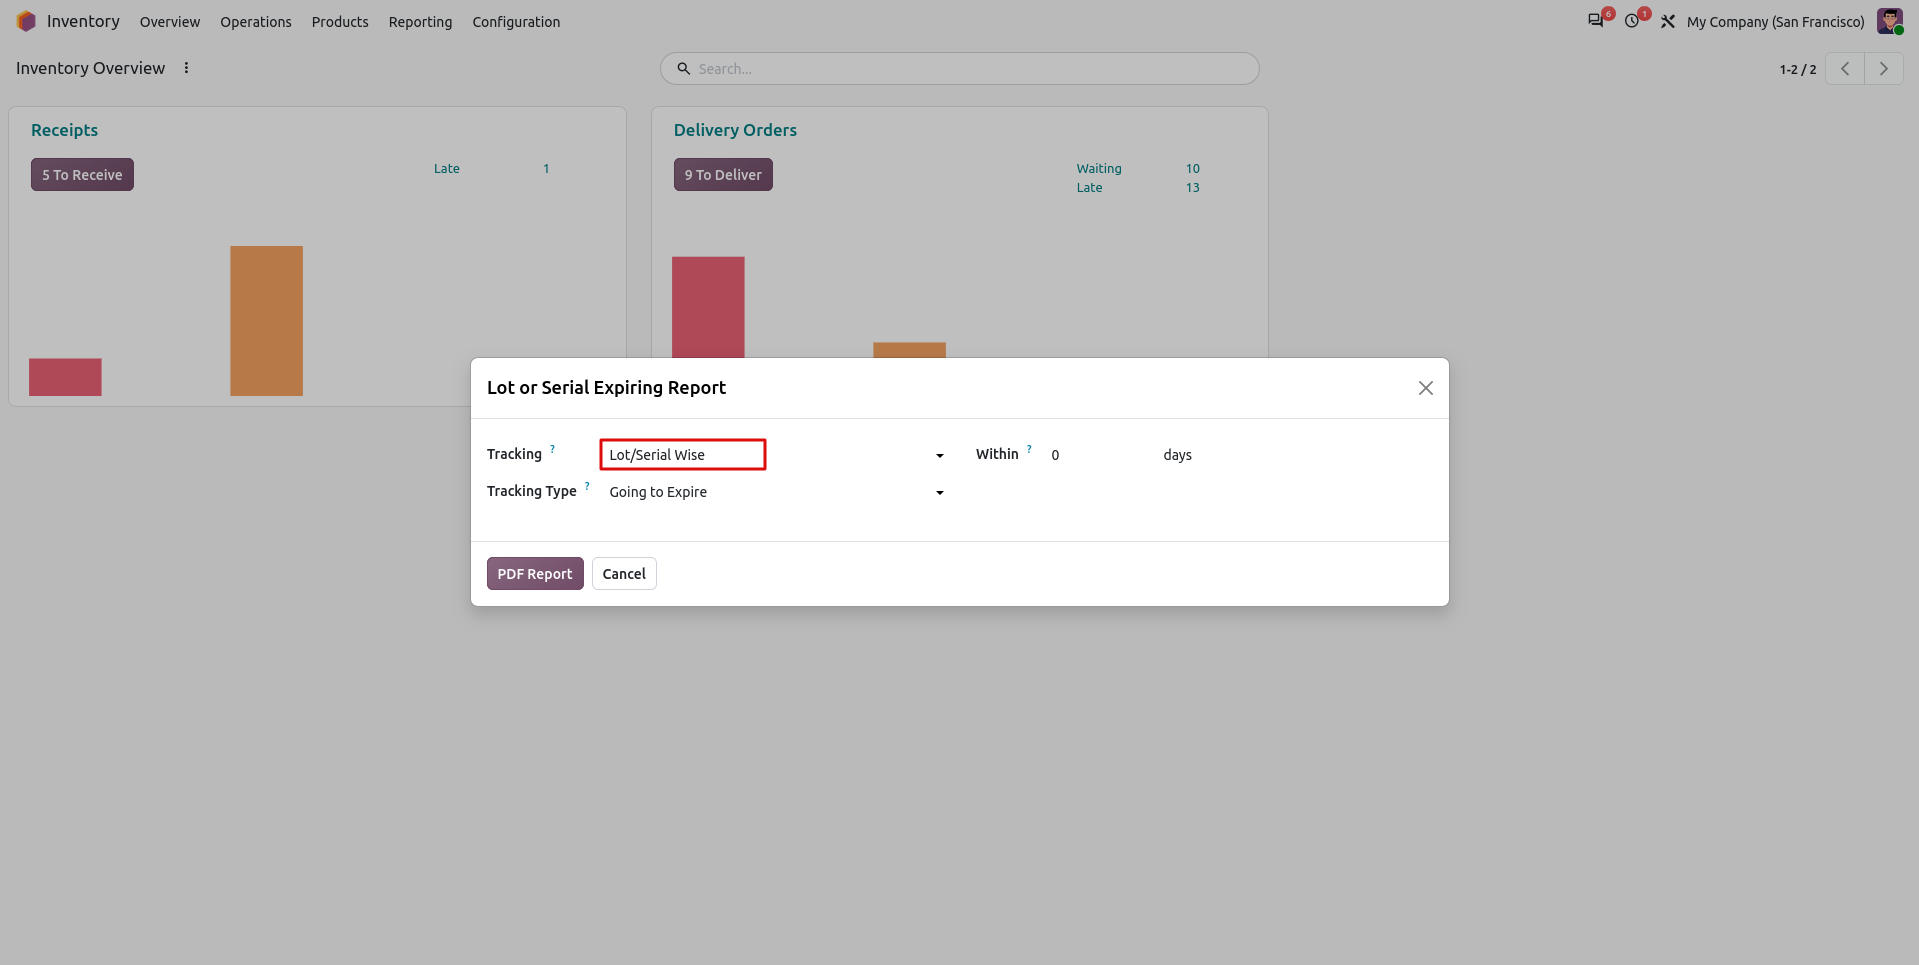 Inventory Overview Operations Products Reporting Configuration 6 1 My Company (San Francisco)
Inventory Overview Search... 1-2 / 2
Receipts
5 To Receive Late 1
Delivery Orders
9 To Deliver Waiting 10
Late 13
Lot or Serial Expiring Report
Tracking ? Lot/Serial Wise Within ? 0 days
Tracking Type ? Going to Expire
PDF Report Cancel